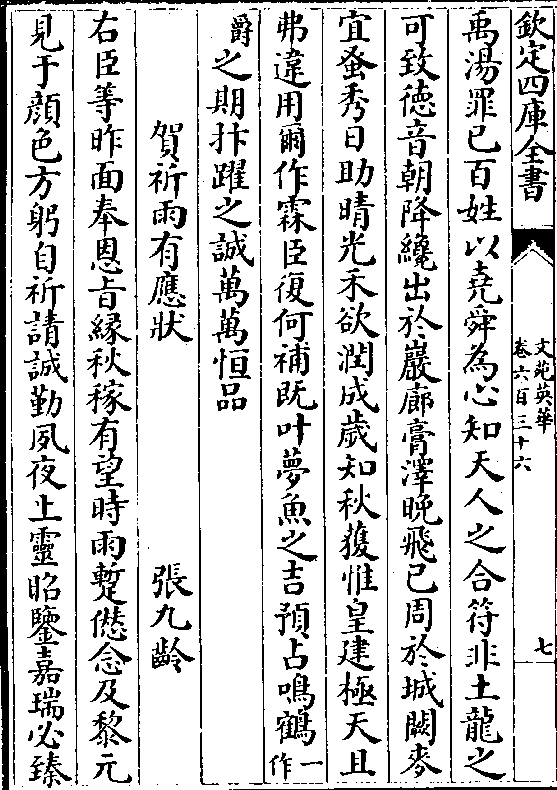 欽定四庫全書
文苑英華
卷六百三十六
七
禹湯罪己百姓以堯舜為心知天人之合符非土龍之
可致德音朝降纔出於巖廊膏澤晚飛已周於城闕麥
宜蚤秀日助晴光禾欲潤成歲知秋穫惟皇建極天且
弗違用爾作霖臣復何補既叶夢魚之吉預占鳴鶴一作
爵之期抃躍之誠萬萬恒品
賀祈雨有應狀 張九齡
右臣等昨面奉恩旨緣秋稼有望時雨蹔愆念及黎元
見于顔色方躬自祈請誠勤夙夜上靈昭鑒嘉瑞必臻